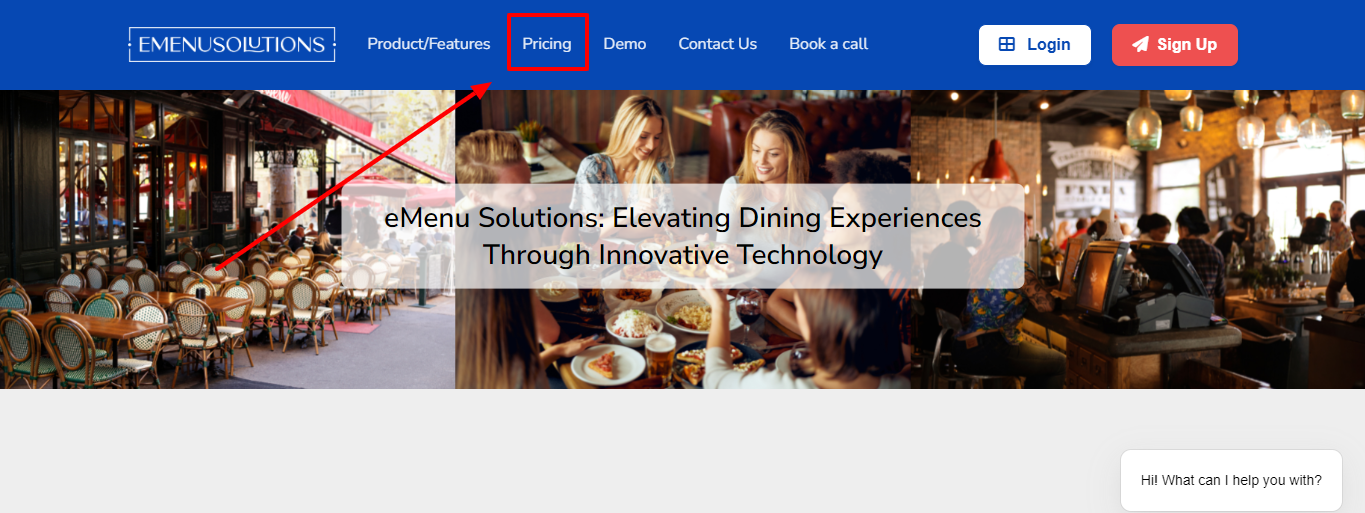 EMENUSOLUTIONS
Product/Features
Pricing
Demo
Contact Us
Book a call
Login
Sign Up
eMenu Solutions: Elevating Dining Experiences
Through Innovative Technology
Hi! What can I help you with?